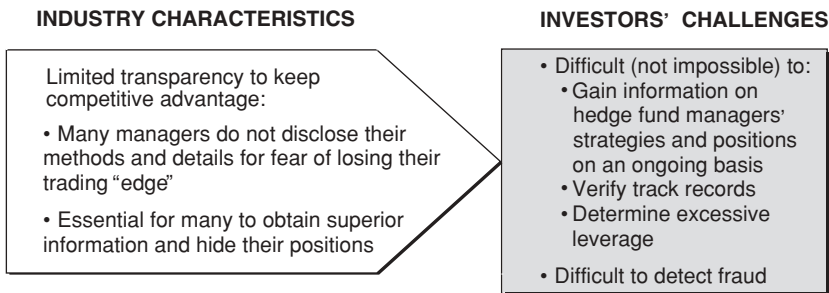 INDUSTRY CHARACTERISTICS
Limited transparency to keep
competitive advantage:
• Many managers do not disclose their
methods and details for fear of losing their
trading “edge”
• Essential for many to obtain superior
information and hide their positions
INVESTORS’ CHALLENGES
• Difficult (not impossible) to:
• Gain information on
hedge fund managers’
strategies and positions
on an ongoing basis
• Verify track records
• Determine excessive
leverage
• Difficult to detect fraud